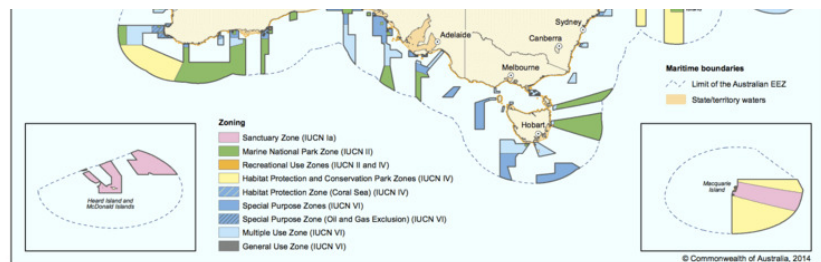 Sydney
Adelaide
Canberra
Melbourne
Hobart
Maritime boundaries
Limit of the Australian EEZ
State/territory waters
Zoning
Sanctuary Zone (IUCN Ia)
Marine National Park Zone (IUCN II)
Recreational Use Zones (IUCN II and IV)
Habitat Protection and Conservation Park Zones (IUCN IV)
Habitat Protection Zone (Coral Sea) (IUCN IV)
Special Purpose Zones (IUCN VI)
Special Purpose Zone (Oil and Gas Exclusion) (IUCN VI)
Multiple Use Zone (IUCN VI)
General Use Zone (IUCN VI)
Heard Island and
McDonald Islands
Macquarie
Island
© Commonwealth of Australia, 2014